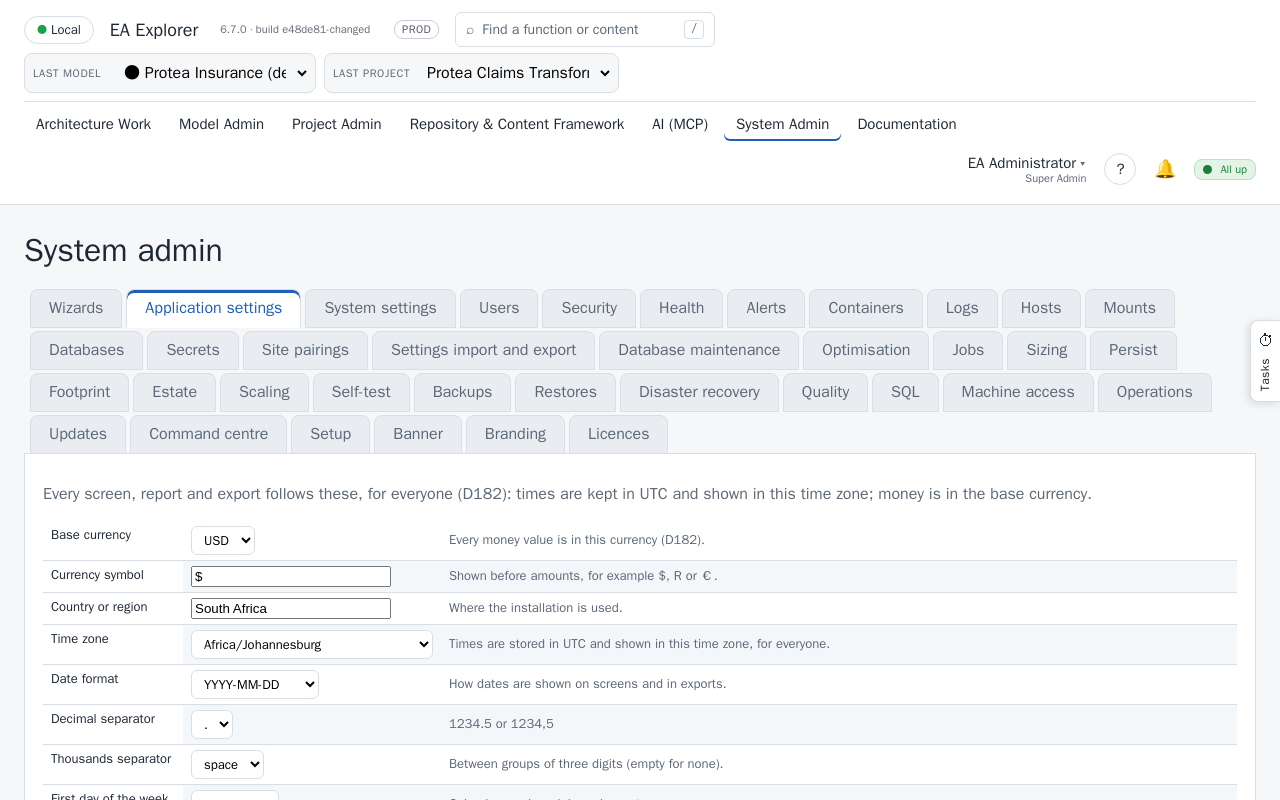 Local EA Explorer 6.7.0 · build e48de81-changed PROD Find a function or content /
LAST MODEL Protea Insurance (de LAST PROJECT Protea Claims Transfor
Architecture Work Model Admin Project Admin Repository & Content Framework AI (MCP) System Admin Documentation
EA Administrator ▾ ? All up
Super Admin
System admin
Wizards Application settings System settings Users Security Health Alerts Containers Logs Hosts Mounts
Databases Secrets Site pairings Settings import and export Database maintenance Optimisation Jobs Sizing Persist
Footprint Estate Scaling Self-test Backups Restores Disaster recovery Quality SQL Machine access Operations
Updates Command centre Setup Banner Branding Licences
Tasks
Every screen, report and export follows these, for everyone (D182): times are kept in UTC and shown in this time zone; money is in the base currency.
Base currency USD Every money value is in this currency (D182).
Currency symbol $ Shown before amounts, for example $, R or €.
Country or region South Africa Where the installation is used.
Time zone Africa/Johannesburg Times are stored in UTC and shown in this time zone, for everyone.
Date format YYYY-MM-DD How dates are shown on screens and in exports.
Decimal separator . 1234.5 or 1234,5
Thousands separator space Between groups of three digits (empty for none).
First day of the week